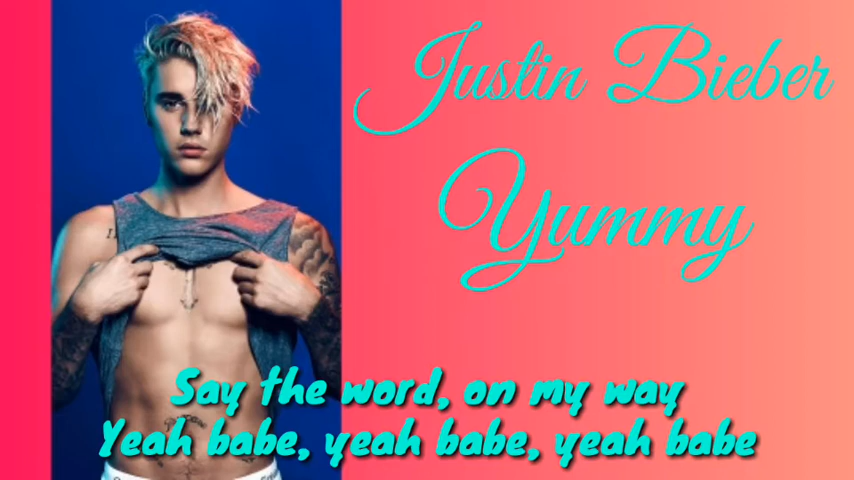 Justin Bieber
Yummy
Say the word, on my way
Yeah babe, yeah babe, yeah babe